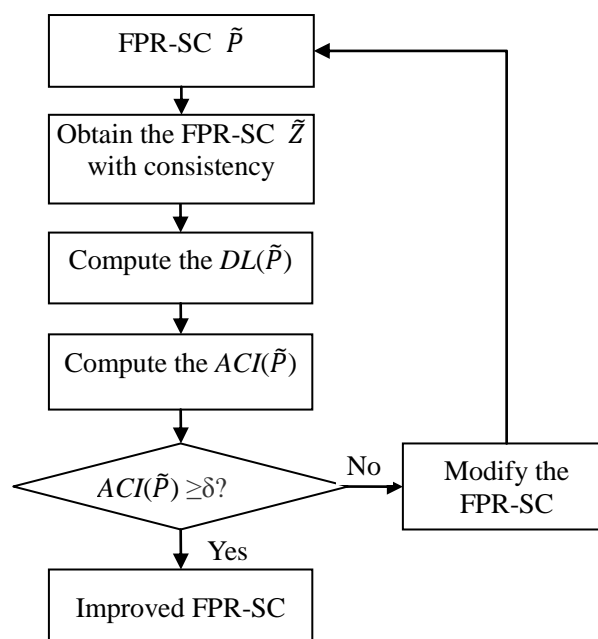 FPR-SC P̃
Obtain the FPR-SC Z̃
with consistency
Compute the DL(P̃)
Compute the ACI(P̃)
ACI(P̃) ≥δ?
No
Modify the
FPR-SC
Yes
Improved FPR-SC